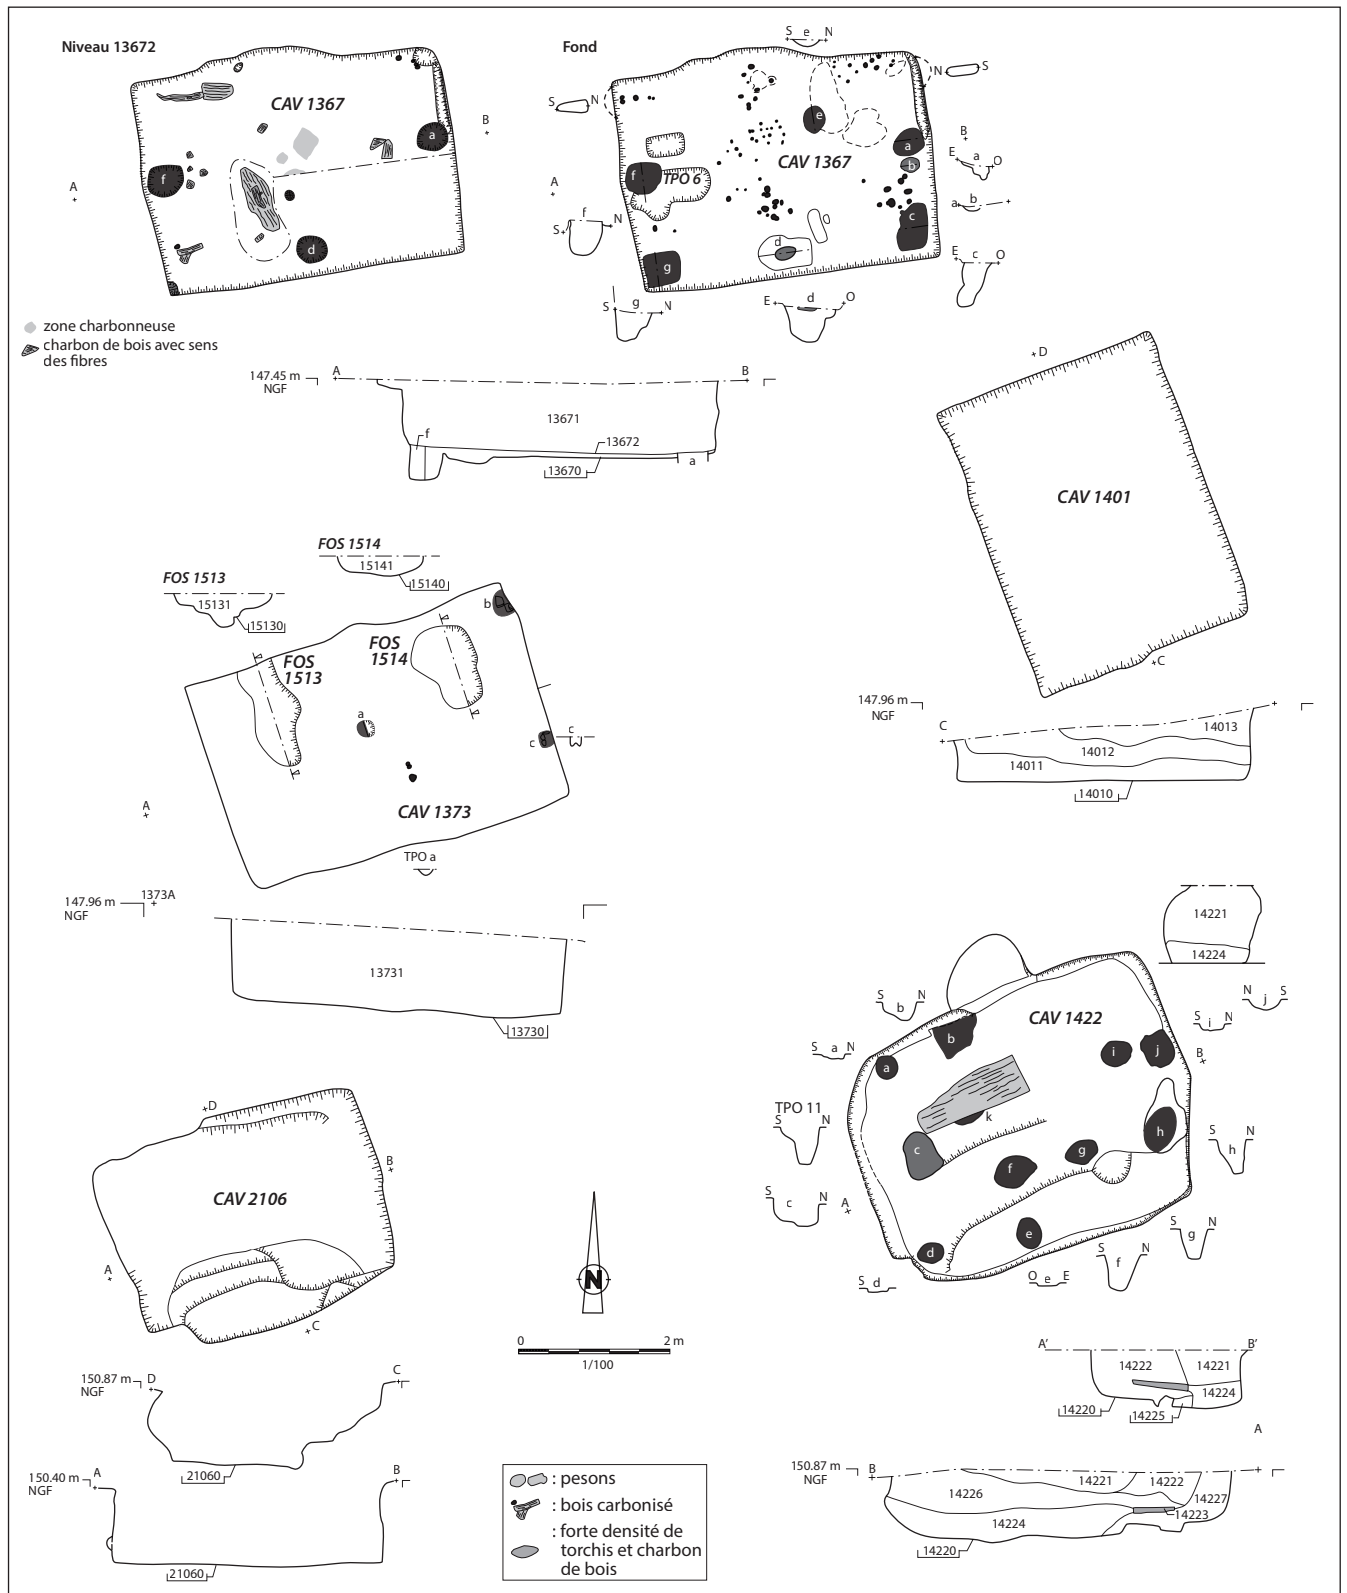 Niveau 13672
CAV 1367
A
B
a
f
d
zone charbonneuse
charbon de bois avec sens
des fibres
Fond
S e N
N S
S N
CAV 1367
TPO 6
e
a
b
c
f
d
g
A
B
E a O
a b
E c O
S f N
S g N
E d O
147.45 m
NGF
A
B
13671
13672
13670
f
a
D
CAV 1401
C
147.96 m
NGF
C
14013
14012
14011
14010
FOS 1514
15141
15140
FOS 1513
15131
15130
b
FOS
1514
FOS
1513
a
c
c
A
CAV 1373
TPO a
147.96 m
NGF
1373A
13731
13730
14221
14224
S b N
N j S
S i N
S a N
CAV 1422
b
a
i
j
B
k
TPO 11
S N
c
h
S h N
g
f
S c N
A
d
e
S g N
S f N
S d
O e E
D
B
CAV 2106
A
C
N
0 2 m
1/100
150.87 m
NGF
D
C
21060
150.40 m
NGF
A
B
21060
: pesons
: bois carbonisé
: forte densité de
torchis et charbon
de bois
A'
B'
14222
14221
14224
14220
14225
A
150.87 m
NGF
B
14226
14221
14222
14227
14223
14224
14220